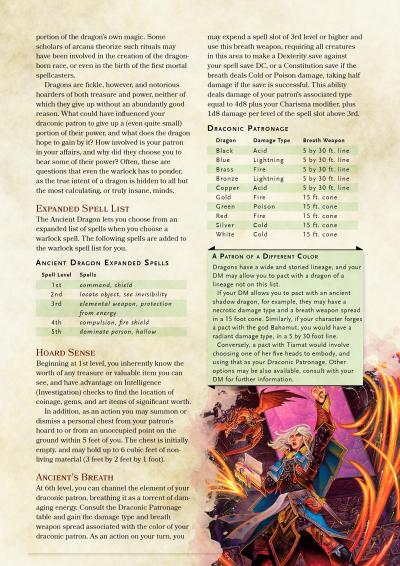 portion of the dragon's own magic. Some
scholars of arcana theorize such rituals may
have been involved in the creation of the dragon-
born race, or even in the birth of the first mortal
spellcasters.
Dragons are fickle, however, and notorious
hoarders of both treasure and power, neither of
which they give up without an abundantly good
reason. What could have influenced your
draconic patron to give up a (even quite small)
portion of their power, and what does the dragon
hope to gain by it? How involved is your patron
in your affairs, and why did they choose you to
bear some of their power? Often, these are
questions that even the warlock has to ponder,
as the true intent of a dragon is hidden to all but
the most calculating, or truly insane, minds.
Expanded Spell List
The Ancient Dragon lets you choose from an
expanded list of spells when you choose a
warlock spell. The following spells are added to
the warlock spell list for you.
Ancient Dragon Expanded Spells
Spell Level Spells
1st command, shield
2nd locate object, see invisibility
3rd elemental weapon, protection
from energy
4th compulsion, fire shield
5th dominate person, hallow
Hoard Sense
Beginning at 1st level, you inherently know the
worth of any treasure or valuable item you can
see, and have advantage on Intelligence
(Investigation) checks to find the location of
coinage, gems, and art items of significant worth.
In addition, as an action you may summon or
dismiss a personal chest from your patron's
hoard to or from an unoccupied point on the
ground within 5 feet of you. The chest is initially
empty, and may hold up to 6 cubic feet of non-
living material (3 feet by 2 feet by 1 foot).
Ancient's Breath
At 6th level, you can channel the element of your
draconic patron, breathing it as a torrent of dam-
aging energy. Consult the Draconic Patronage
table and gain the damage type and breath
weapon spread associated with the color of your
draconic patron. As an action on your turn, you
may expend a spell slot of 3rd level or higher and
use this breath weapon, requiring all creatures
in this area to make a Dexterity save against
your spell save DC, or a Constitution save if the
breath deals Cold or Poison damage, taking half
damage if the save is successful. This ability
deals damage of your patron's associated type
equal to 4d8 plus your Charisma modifier, plus
1d8 damage per level of the spell slot above 3rd.
Draconic Patronage
Dragon Damage Type Breath Weapon
Black Acid 5 by 30 ft. line
Blue Lightning 5 by 30 ft. line
Brass Fire 5 by 30 ft. line
Bronze Lightning 5 by 30 ft. line
Copper Acid 5 by 30 ft. line
Gold Fire 15 ft. cone
Green Poison 15 ft. cone
Red Fire 15 ft. cone
Silver Cold 15 ft. cone
White Cold 15 ft. cone
A Patron of a Different Color
Dragons have a wide and storied lineage, and your
DM may allow you to pact with a dragon of a
lineage not on this list.
If your DM allows you to pact with an ancient
shadow dragon, for example, they may have a
necrotic damage type and a breath weapon spread
in a 15 foot cone. Similarly, if your character forges
a pact with the god Bahamut, you would have a
radiant damage type, in a 5 by 30 foot line.
Conversely, a pact with Tiamat would involve
choosing one of her five heads to embody, and
using that as your Draconic Patronage. Other
options may be also available, consult with your
DM for further information.